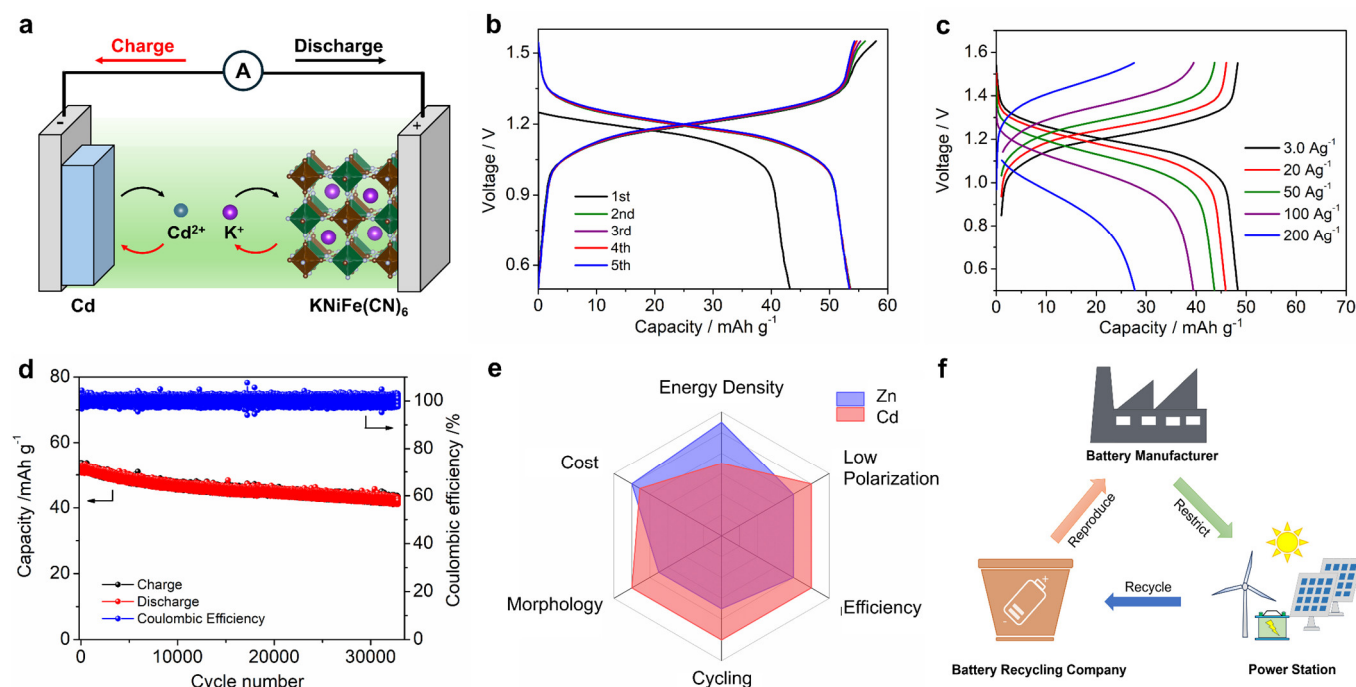 a
Charge
Discharge
A
-
+
Cd²⁺
K⁺
Cd
KNiFe(CN)₆
b
Voltage / V
1.5
1.2
0.9
0.6
1st
2nd
3rd
4th
5th
0 10 20 30 40 50 60
Capacity / mAh g⁻¹
c
Voltage / V
1.6
1.4
1.2
1.0
0.8
0.6
3.0 Ag⁻¹
20 Ag⁻¹
50 Ag⁻¹
100 Ag⁻¹
200 Ag⁻¹
0 10 20 30 40 50 60 70
Capacity / mAh g⁻¹
d
Capacity /mAh g⁻¹
80
60
40
20
0
Charge
Discharge
Coulombic Efficiency
100
80
60
40
20
0
Coulombic efficiency /%
0 10000 20000 30000
Cycle number
e
Energy Density
Zn
Cd
Cost
Low
Polarization
Morphology
Efficiency
Cycling
f
Battery Manufacturer
Reproduce
Restrict
Recycle
+
Battery Recycling Company
Power Station